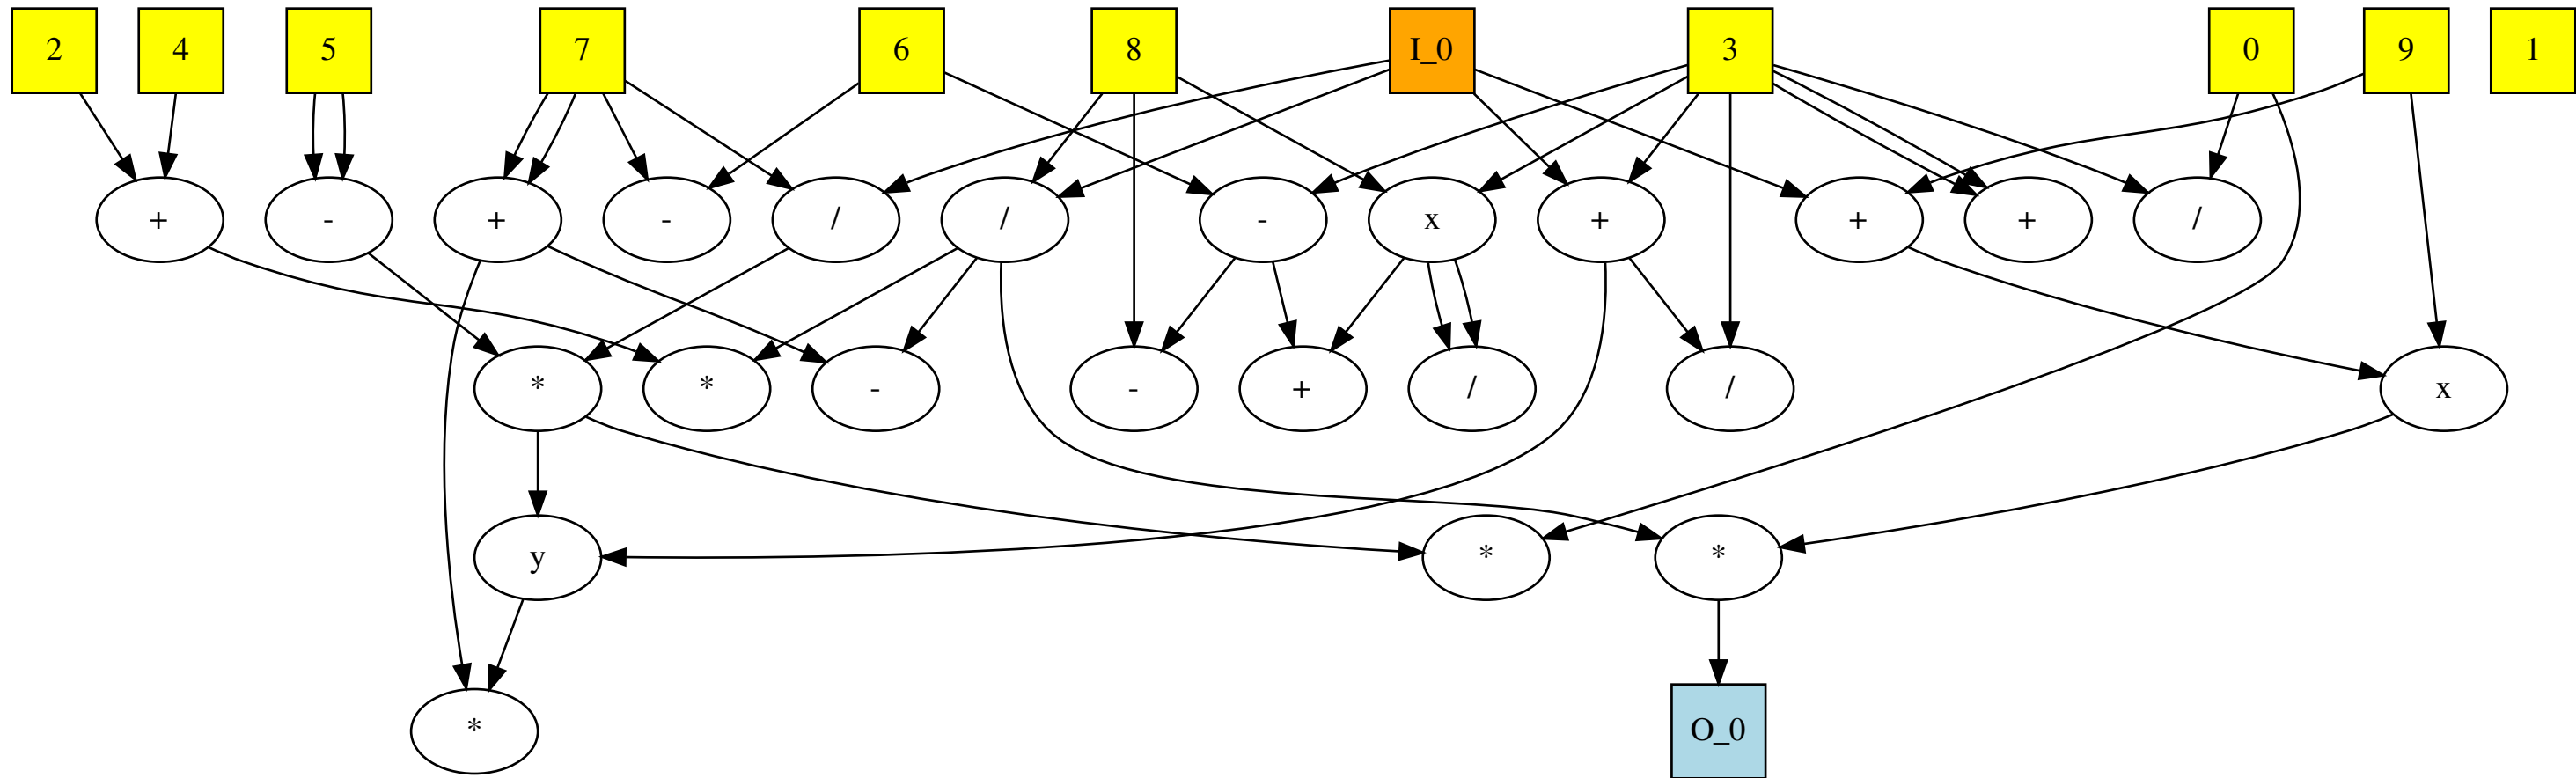 2 4 5 7 6 8 I_0 3 0 9 1
+ - + - / / - x + + + /
* * - - + / / x
y * *
* O_0